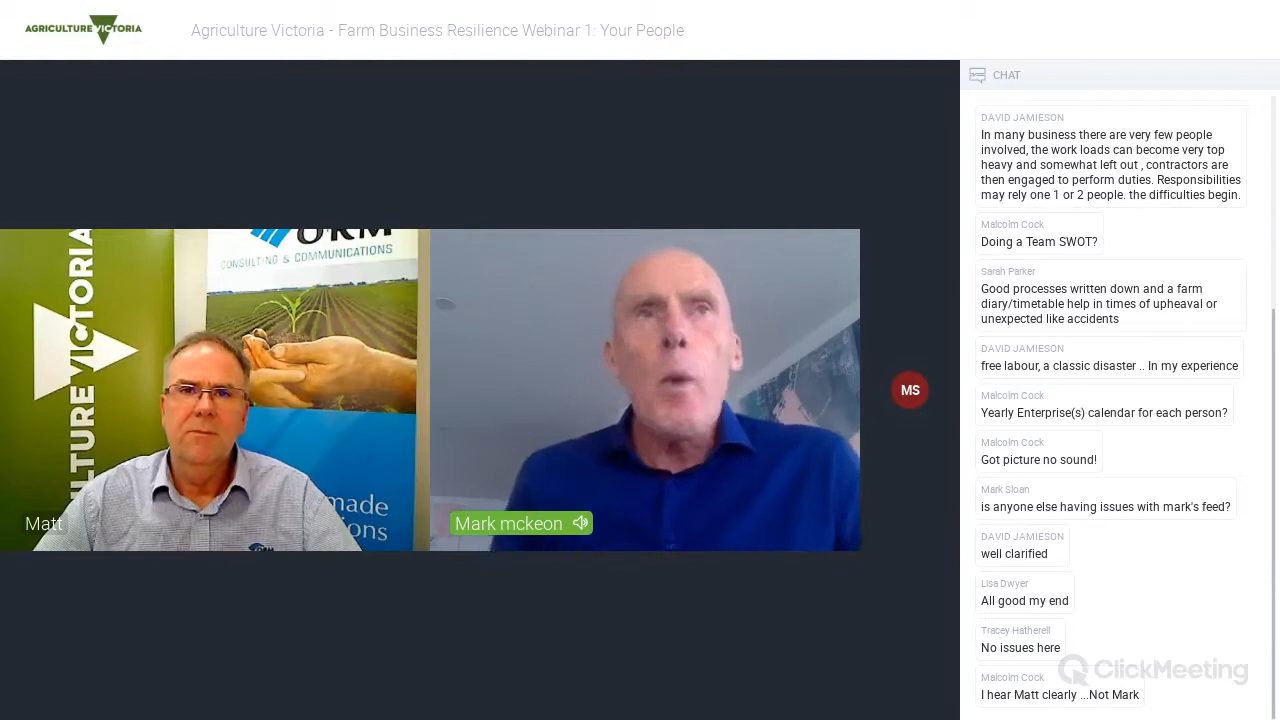 AGRICULTURE VICTORIA
Agriculture Victoria - Farm Business Resilience Webinar 1: Your People
CHAT
DAVID JAMIESON
In many business there are very few people
involved, the work loads can become very top
heavy and somewhat left out , contractors are
then engaged to perform duties. Responsibilities
may rely one 1 or 2 people. the difficulties begin.
Malcolm Cock
Doing a Team SWOT?
Sarah Parker
Good processes written down and a farm
diary/timetable help in times of upheaval or
unexpected like accidents
DAVID JAMIESON
free labour, a classic disaster .. In my experience
Malcolm Cock
Yearly Enterprise(s) calendar for each person?
Malcolm Cock
Got picture no sound!
Mark Sloan
is anyone else having issues with mark's feed?
DAVID JAMIESON
well clarified
Lisa Dwyer
All good my end
Tracey Hatherell
No issues here
Malcolm Cock
I hear Matt clearly ...Not Mark
ClickMeeting
ULTURE VICTORIA
ORM
CONSULTING & COMMUNICATIONS
made
ions
Matt
Mark mckeon
MS